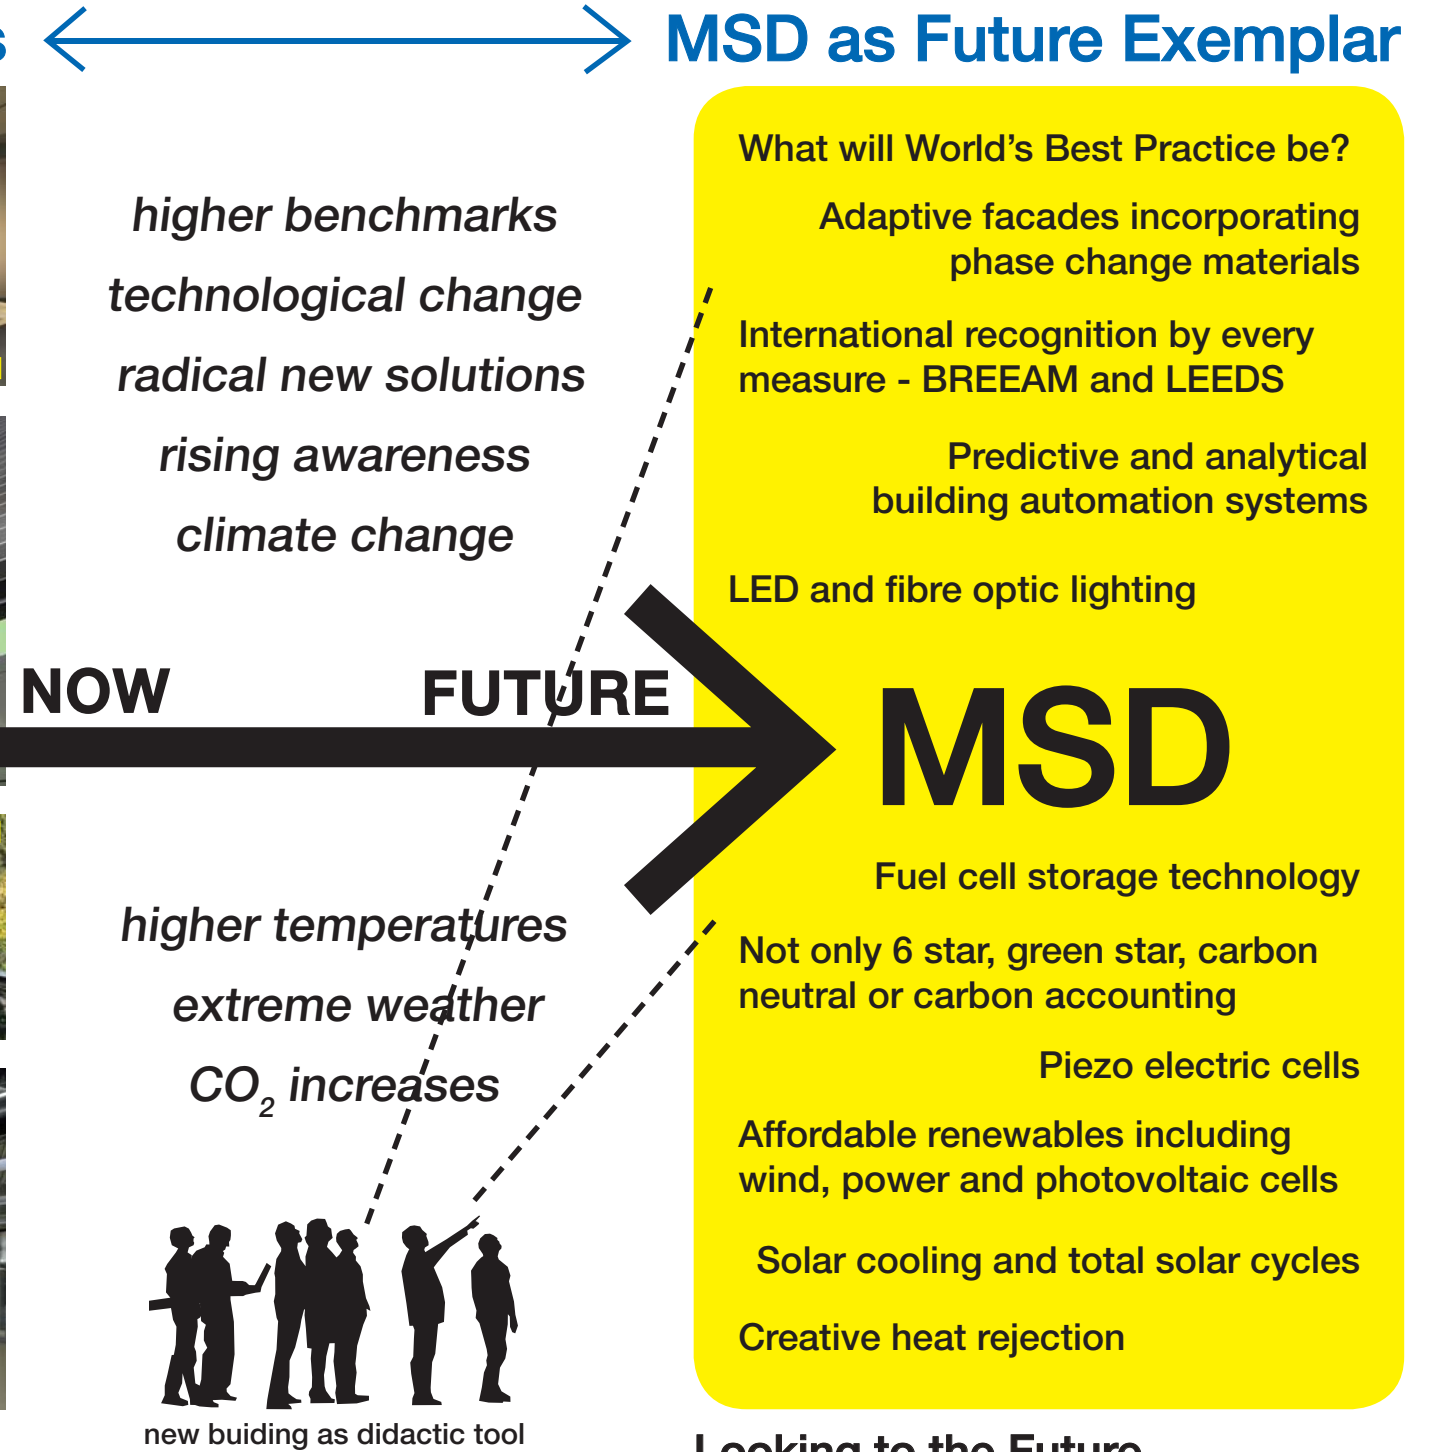 MSD as Future Exemplar
higher benchmarks
technological change
radical new solutions
rising awareness
climate change
NOW
FUTURE
higher temperatures
extreme weather
CO2 increases
new buiding as didactic tool
What will World's Best Practice be?
Adaptive facades incorporating
phase change materials
International recognition by every
measure - BREEAM and LEEDS
Predictive and analytical
building automation systems
LED and fibre optic lighting
MSD
Fuel cell storage technology
Not only 6 star, green star, carbon
neutral or carbon accounting
Piezo electric cells
Affordable renewables including
wind, power and photovoltaic cells
Solar cooling and total solar cycles
Creative heat rejection
Looking to the Future